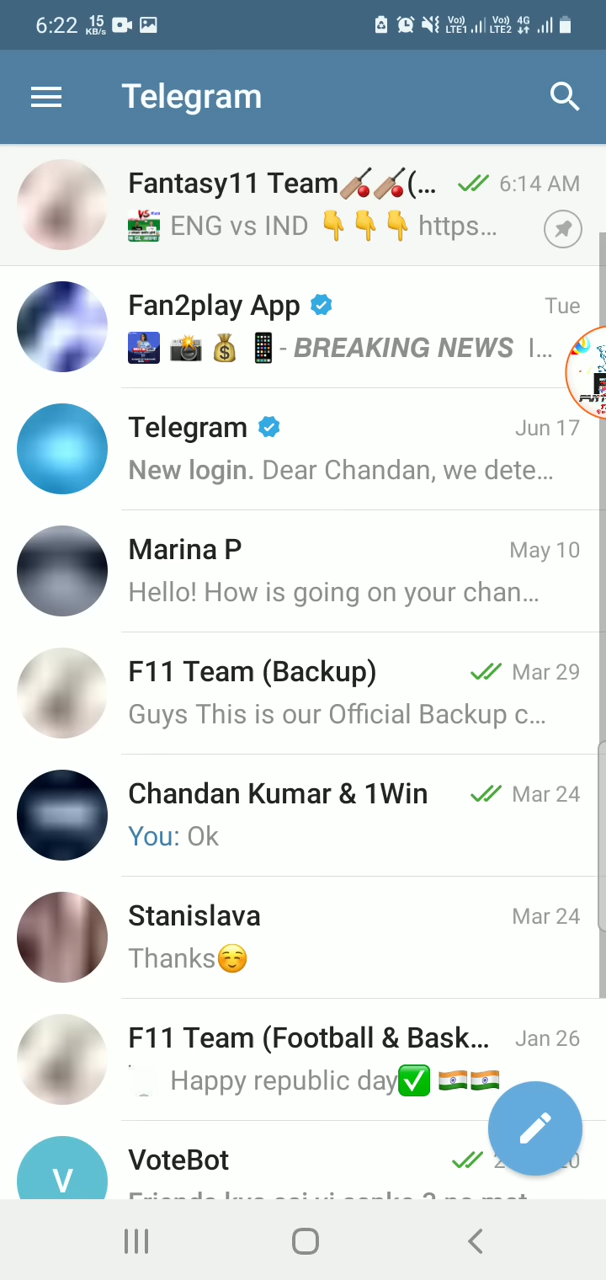 6:22 15 KB/s Vo)) LTE1 Vo)) LTE2 4G
Telegram
Fantasy11 Team🏏🏏(... 6:14 AM
ENG vs IND 👇👇👇 https...
Fan2play App Tue
📸 💰 📱- BREAKING NEWS I...
Telegram Jun 17
New login. Dear Chandan, we dete...
Marina P May 10
Hello! How is going on your chan...
F11 Team (Backup) Mar 29
Guys This is our Official Backup c...
Chandan Kumar & 1Win Mar 24
You: Ok
Stanislava Mar 24
Thanks☺️
F11 Team (Football & Bask... Jan 26
Happy republic day✅ 🇮🇳🇮🇳
V VoteBot